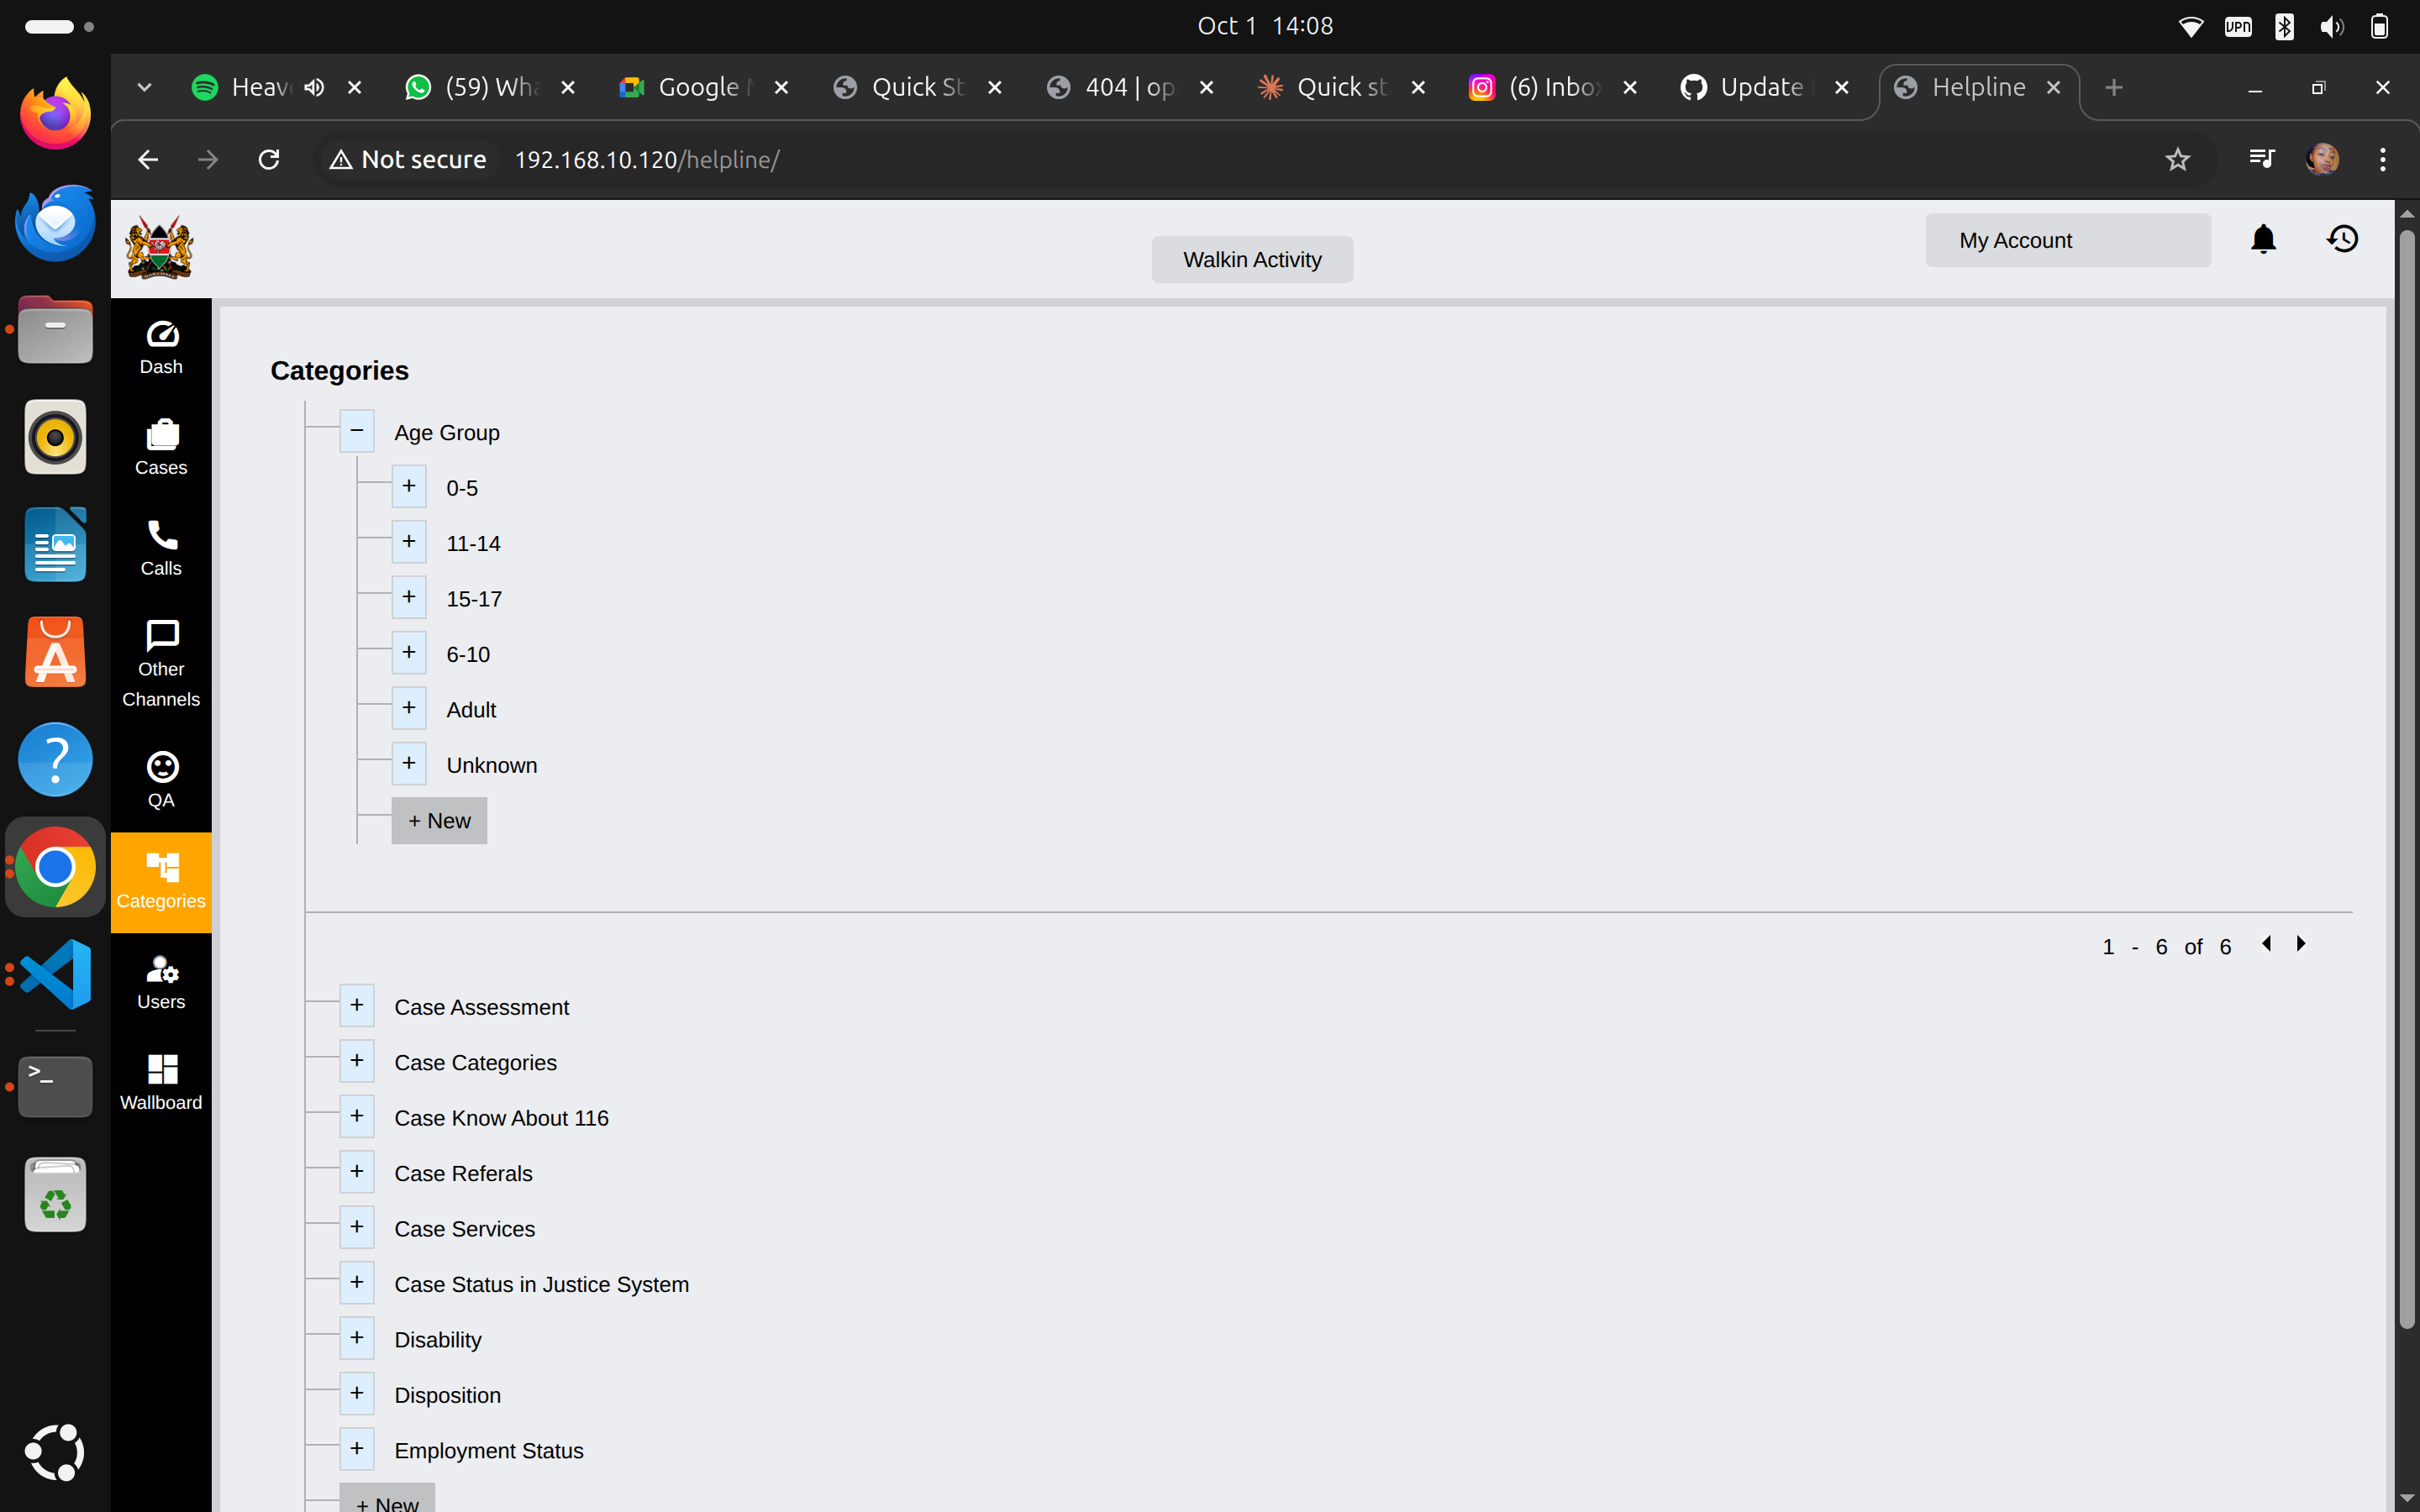 Oct 1 14:08
VPN
Heav
(59) Wha
Google
Quick St
404 | op
Quick st
(6) Inbox
Update
Helpline
Not secure
192.168.10.120/helpline/
Walkin Activity
My Account
Dash
Cases
Calls
Other
Channels
QA
Categories
Users
Wallboard
Categories
− Age Group
+ 0-5
+ 11-14
+ 15-17
+ 6-10
+ Adult
+ Unknown
+ New
1 - 6 of 6
+ Case Assessment
+ Case Categories
+ Case Know About 116
+ Case Referals
+ Case Services
+ Case Status in Justice System
+ Disability
+ Disposition
+ Employment Status
+ New